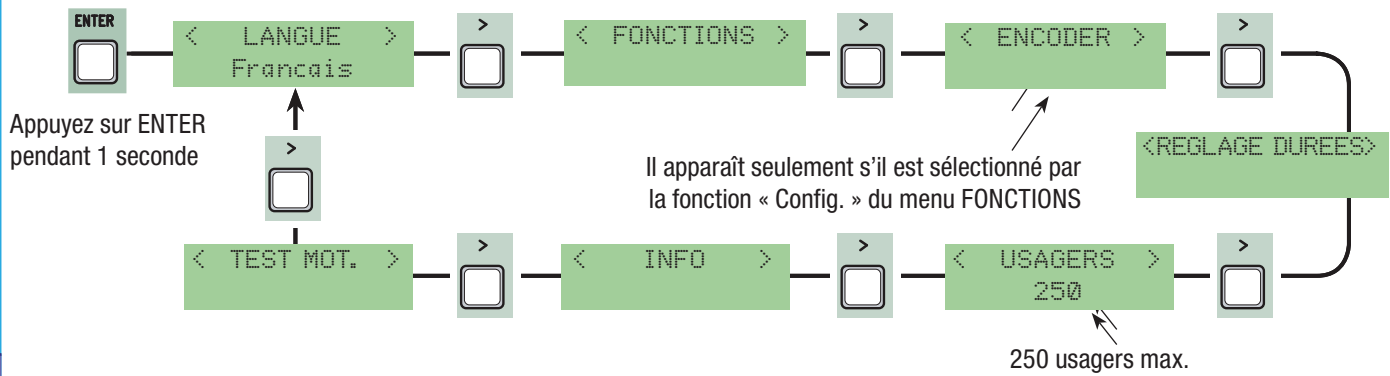 ENTER
< LANGUE >
Francais
>
< FONCTIONS >
>
< ENCODER >
>
Appuyez sur ENTER
pendant 1 seconde
>
Il apparaît seulement s’il est sélectionné par
la fonction « Config. » du menu FONCTIONS
<REGLAGE DUREES>
< TEST MOT. >
>
< INFO >
>
< USAGERS >
250
>
250 usagers max.